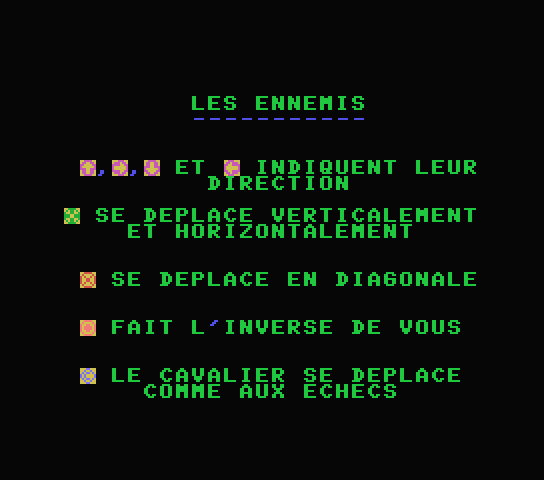 LES ENNEMIS
, , ET INDIQUENT LEUR
DIRECTION
SE DEPLACE VERTICALEMENT
ET HORIZONTALEMENT
SE DEPLACE EN DIAGONALE
FAIT L'INVERSE DE VOUS
LE CAVALIER SE DEPLACE
COMME AUX ECHECS